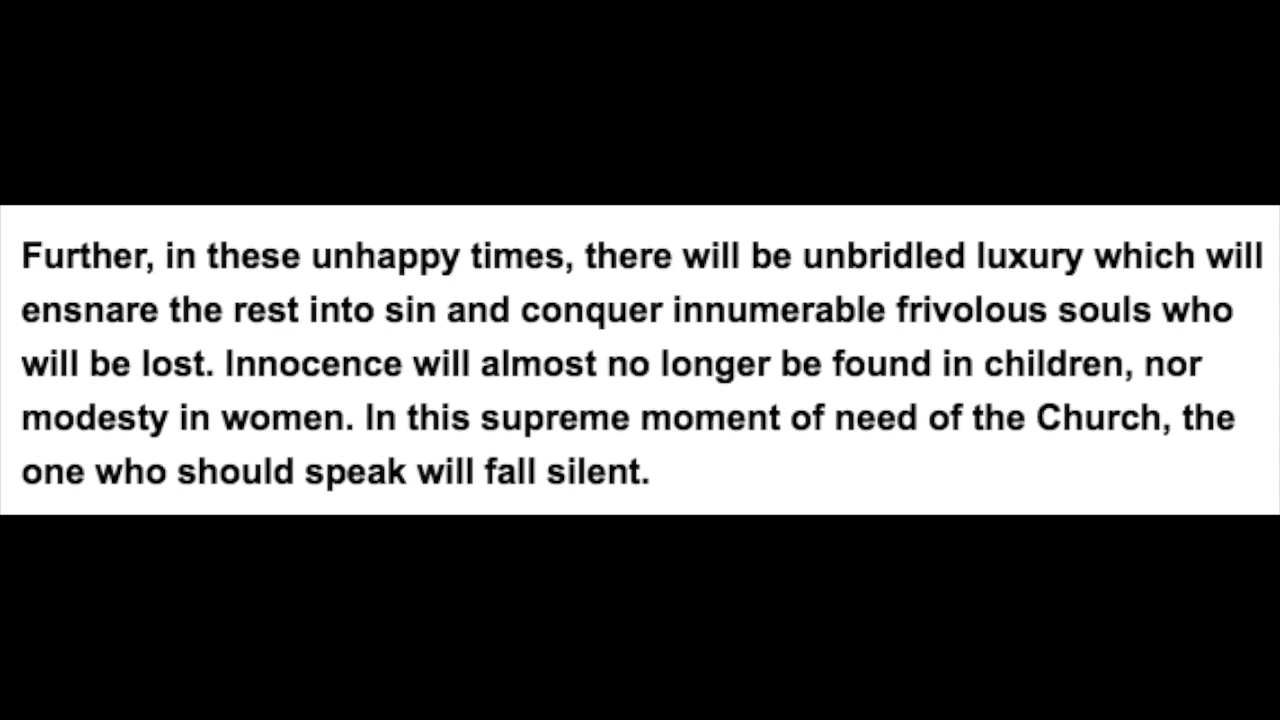 Further, in these unhappy times, there will be unbridled luxury which will
ensnare the rest into sin and conquer innumerable frivolous souls who
will be lost. Innocence will almost no longer be found in children, nor
modesty in women. In this supreme moment of need of the Church, the
one who should speak will fall silent.